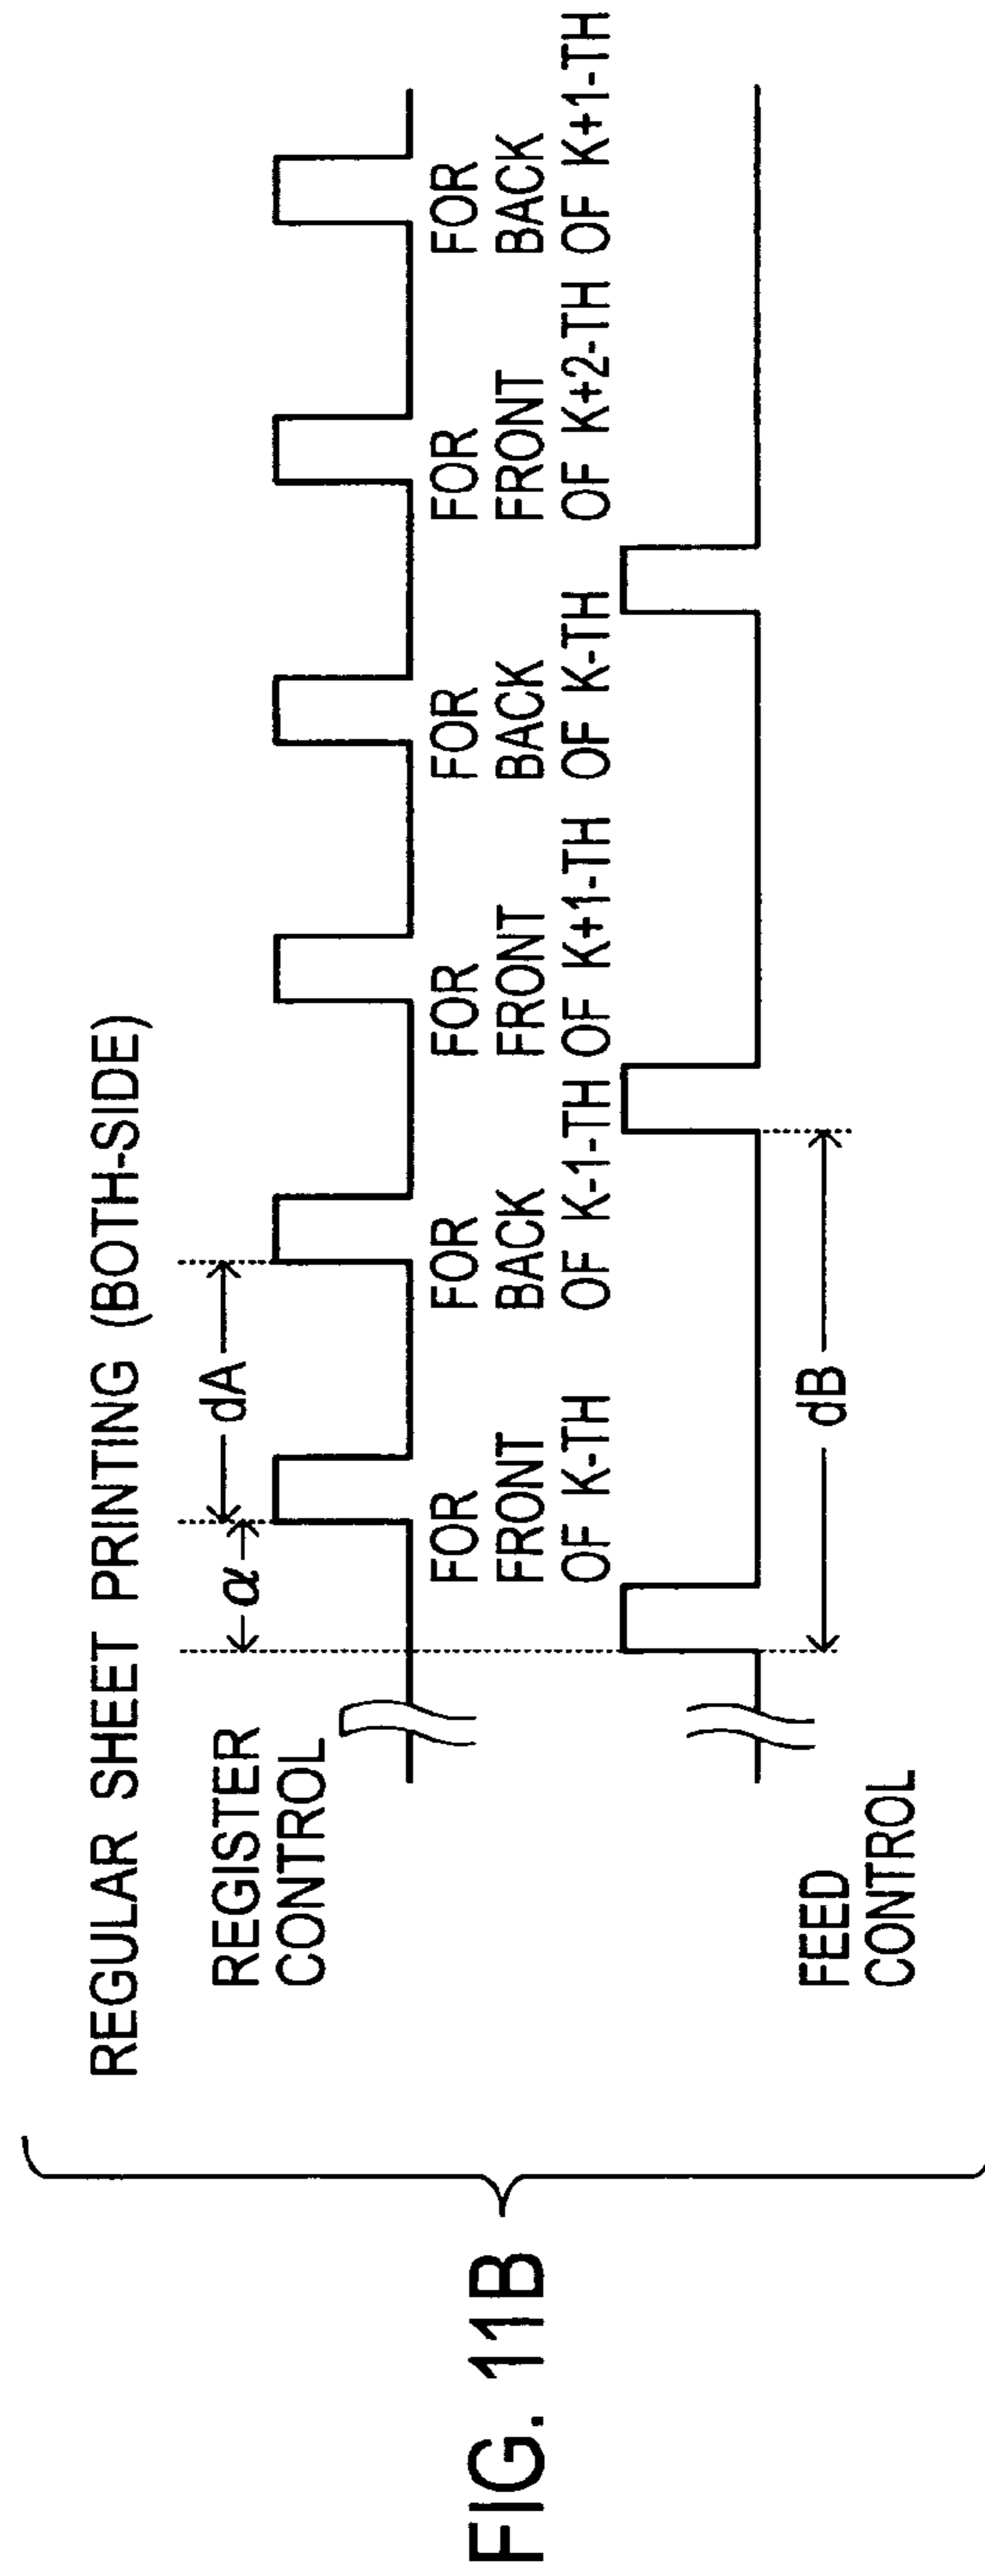 FIG. 11B
REGULAR SHEET PRINTING (BOTH-SIDE)
REGISTER
CONTROL
α
dA
FOR
FRONT
OF K-TH
FOR
BACK
OF K-1-TH
FOR
FRONT
OF K+1-TH
FOR
BACK
OF K-TH
FOR
FRONT
OF K+2-TH
FOR
BACK
OF K+1-TH
FEED
CONTROL
dB